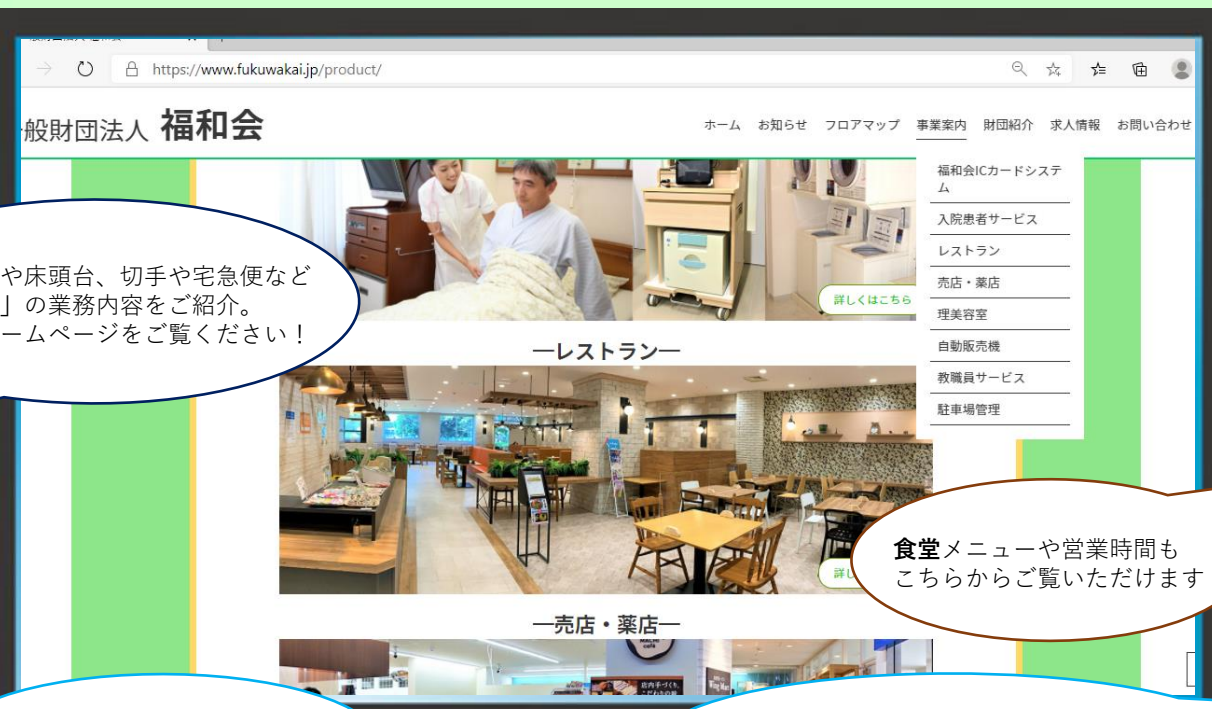 https://www.fukuwakai.jp/product/
般財団法人 福和会
ホーム お知らせ フロアマップ 事業案内 財団紹介 求人情報 お問い合わせ
福和会ICカードシステ
ム
入院患者サービス
レストラン
売店・薬店
理美容室
自動販売機
教職員サービス
駐車場管理
や床頭台、切手や宅急便など
」の業務内容をご紹介。
ームページをご覧ください！
詳しくはこちら
―レストラン―
詳し
食堂メニューや営業時間も
こちらからご覧いただけます
―売店・薬店―
店内手づくり、